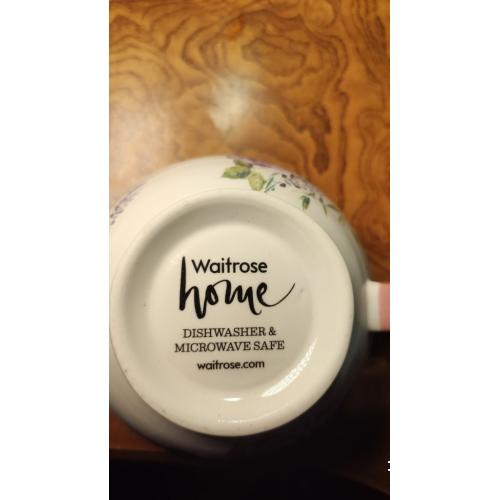 Waitrose
home
DISHWASHER &
MICROWAVE SAFE
waitrose.com